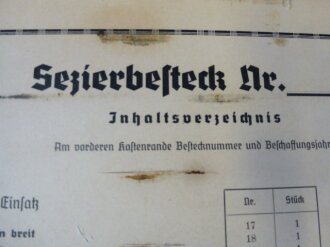 Sezierbesteck Nr.
Inhaltsverzeichnis
Am vorderen Kastenrande Bestecknummer und Beschaffungsjahr
Einsatz
Nr. Stück
breit
17 1
18 1